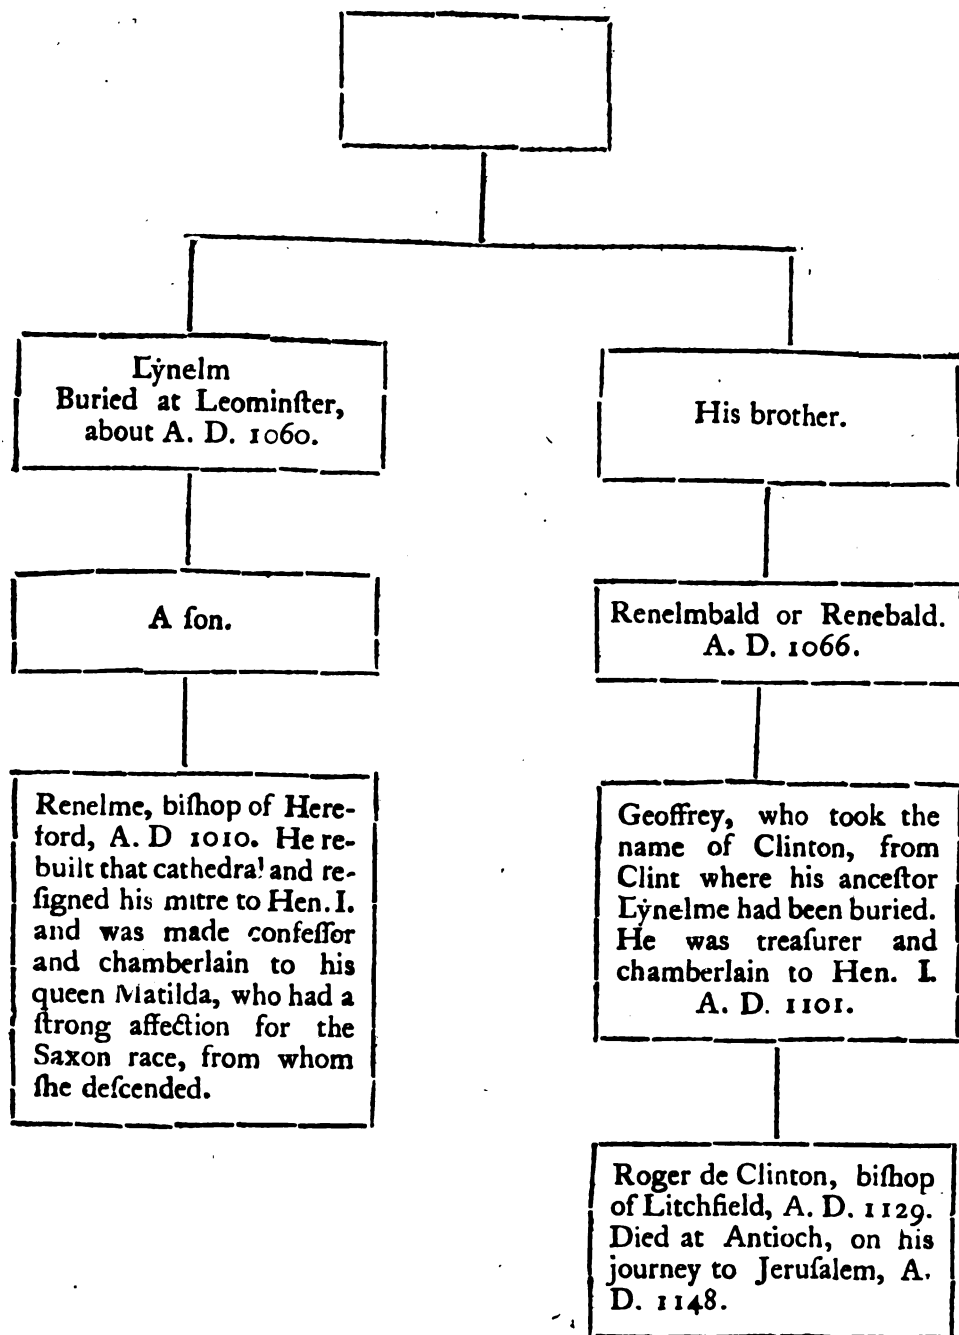 Kẏnelm
Buried at Leominſter,
about A. D. 1060.
His brother.
A ſon.
Renelmbald or Renebald.
A. D. 1066.
Renelme, biſhop of Here-
ford, A. D 1010. He re-
built that cathedral and re-
ſigned his mitre to Hen. I.
and was made confeſſor
and chamberlain to his
queen Matilda, who had a
ſtrong affection for the
Saxon race, from whom
ſhe deſcended.
Geoffrey, who took the
name of Clinton, from
Clint where his anceſtor
Kẏnelme had been buried.
He was treaſurer and
chamberlain to Hen. I.
A. D. 1101.
Roger de Clinton, biſhop
of Litchfield, A. D. 1129.
Died at Antioch, on his
journey to Jeruſalem, A.
D. 1148.